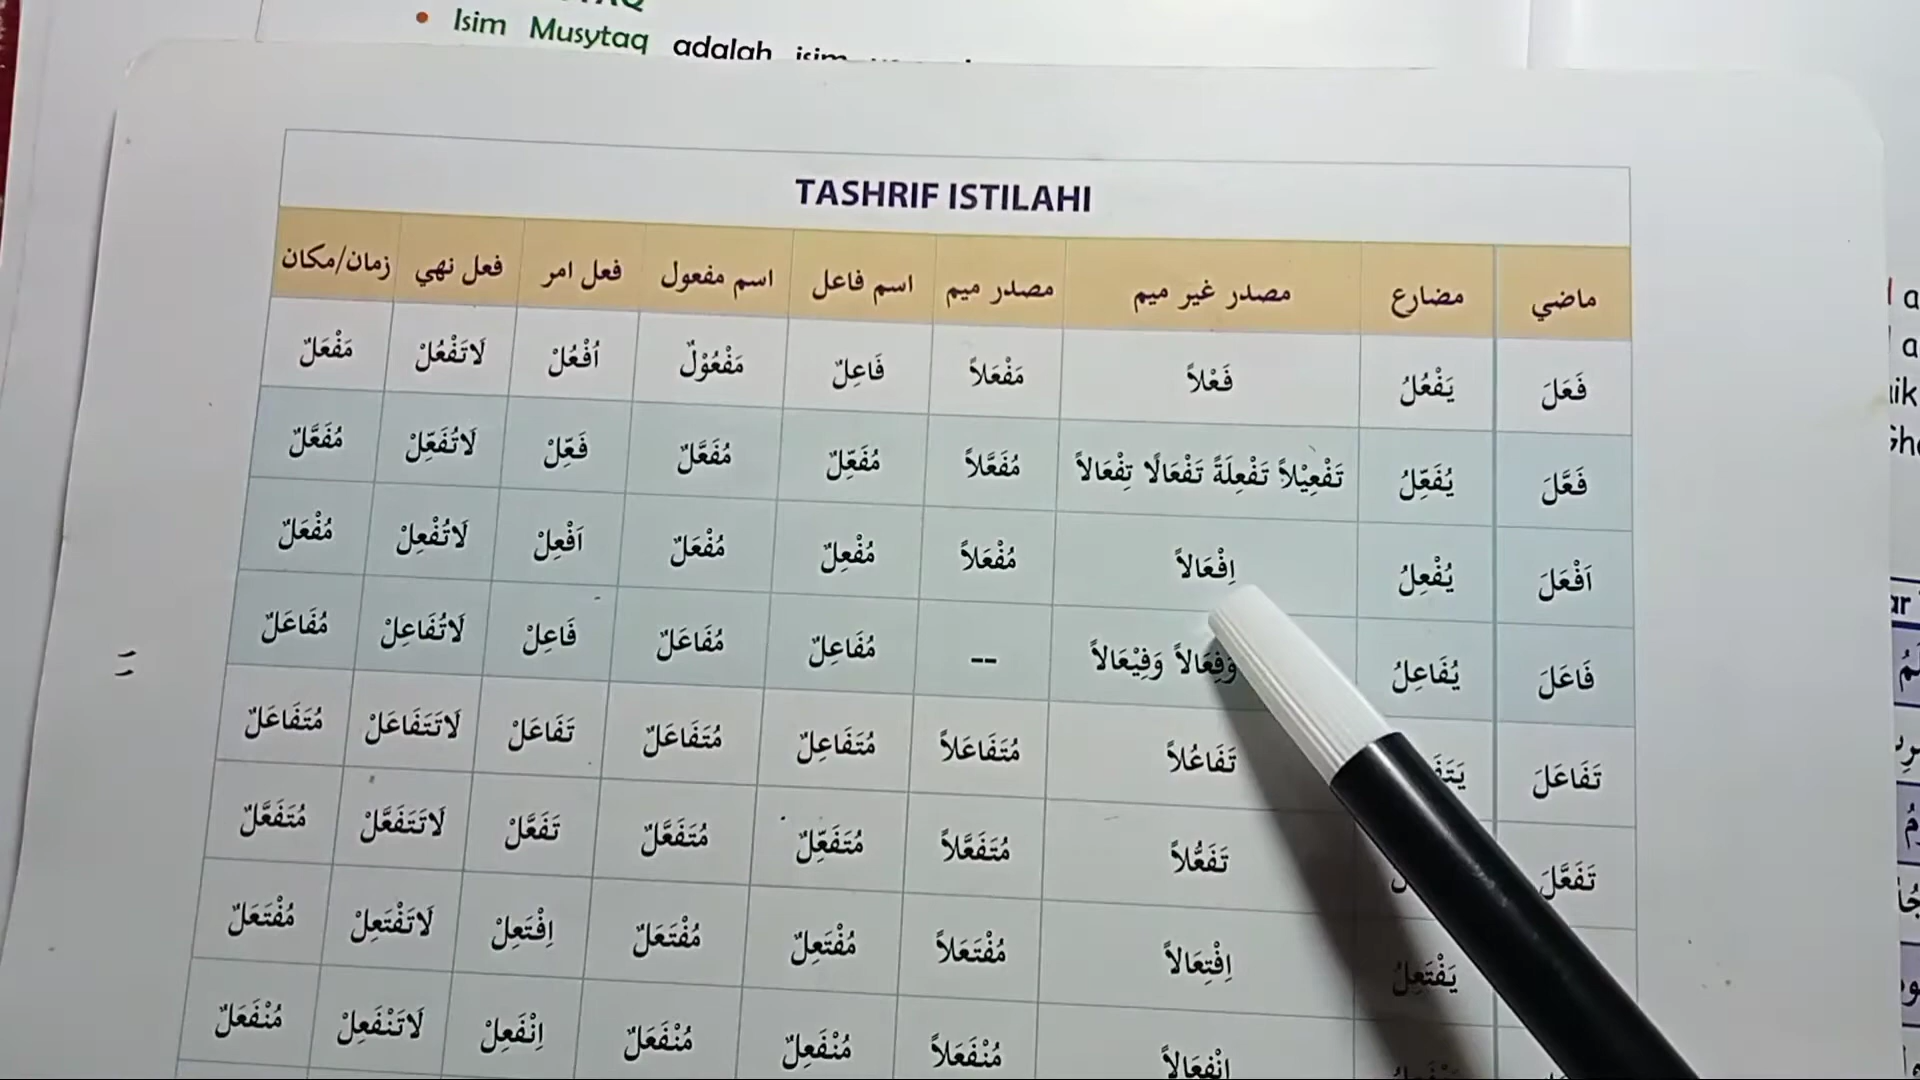 Isim Musytaq adalah isim
TASHRIF ISTILAHI
ماضي مضارع مصدر غير ميم مصدر ميم اسم فاعل اسم مفعول فعل امر فعل نهي زمان/مكان
فَعَلَ يَفْعُلُ فَعْلاً مَفْعَلاً فَاعِلٌ مَفْعُوْلٌ اُفْعُلْ لَاتَفْعُلْ مَفْعَلٌ
فَعَّلَ يُفَعِّلُ تَفْعِيْلاً تَفْعِلَةً تَفْعَالًا تِفْعَالاً مُفَعَّلاً مُفَعِّلٌ مُفَعَّلٌ فَعِّلْ لَاتُفَعِّلْ مُفَعَّلٌ
اَفْعَلَ يُفْعِلُ اِفْعَالاً مُفْعَلاً مُفْعِلٌ مُفْعَلٌ اَفْعِلْ لَاتُفْعِلْ مُفْعَلٌ
فَاعَلَ يُفَاعِلُ وَفِعَالاً وَفِيْعَالاً -- مُفَاعِلٌ مُفَاعَلٌ فَاعِلْ لَاتُفَاعِلْ مُفَاعَلٌ
تَفَاعَلَ تَفَاعُلاً مُتَفَاعَلاً مُتَفَاعِلٌ مُتَفَاعَلٌ تَفَاعَلْ لَاتَتَفَاعَلْ مُتَفَاعَلٌ
تَفَعَّلَ تَفَعُّلاً مُتَفَعَّلاً مُتَفَعِّلٌ مُتَفَعَّلٌ تَفَعَّلْ لَاتَتَفَعَّلْ مُتَفَعَّلٌ
يَفْتَعِلُ اِفْتِعَالاً مُفْتَعَلاً مُفْتَعِلٌ مُفْتَعَلٌ اِفْتَعِلْ لَاتَفْتَعِلْ مُفْتَعَلٌ
اِنْفِعَالاً مُنْفَعَلاً مُنْفَعِلٌ مُنْفَعَلٌ اِنْفَعِلْ لَاتَنْفَعِلْ مُنْفَعَلٌ
١١